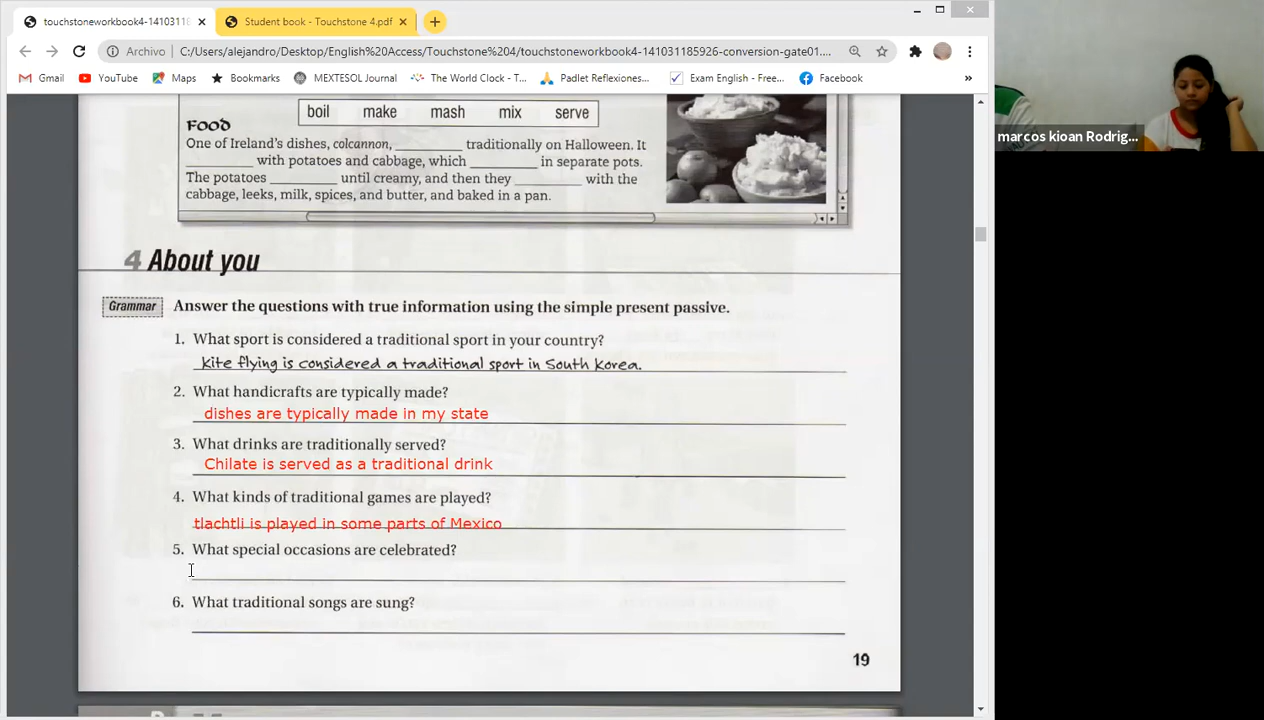 touchstoneworkbook4-141031185
Student book - Touchstone 4.pdf
Archivo
C:/Users/alejandro/Desktop/English%20Access/Touchstone%204/touchstoneworkbook4-141031185926-conversion-gate01....
Gmail
YouTube
Maps
Bookmarks
MEXTESOL Journal
The World Clock - T...
Padlet Reflexiones...
Exam English - Free...
Facebook
»
marcos kioan Rodrig...
boil make mash mix serve
FOOD
One of Ireland's dishes, colcannon, ________ traditionally on Halloween. It
________ with potatoes and cabbage, which ________ in separate pots.
The potatoes ________ until creamy, and then they ________ with the
cabbage, leeks, milk, spices, and butter, and baked in a pan.
4 About you
Grammar Answer the questions with true information using the simple present passive.
1. What sport is considered a traditional sport in your country?
Kite flying is considered a traditional sport in South Korea.
2. What handicrafts are typically made?
dishes are typically made in my state
3. What drinks are traditionally served?
Chilate is served as a traditional drink
4. What kinds of traditional games are played?
tlachtli is played in some parts of Mexico
5. What special occasions are celebrated?
6. What traditional songs are sung?
19